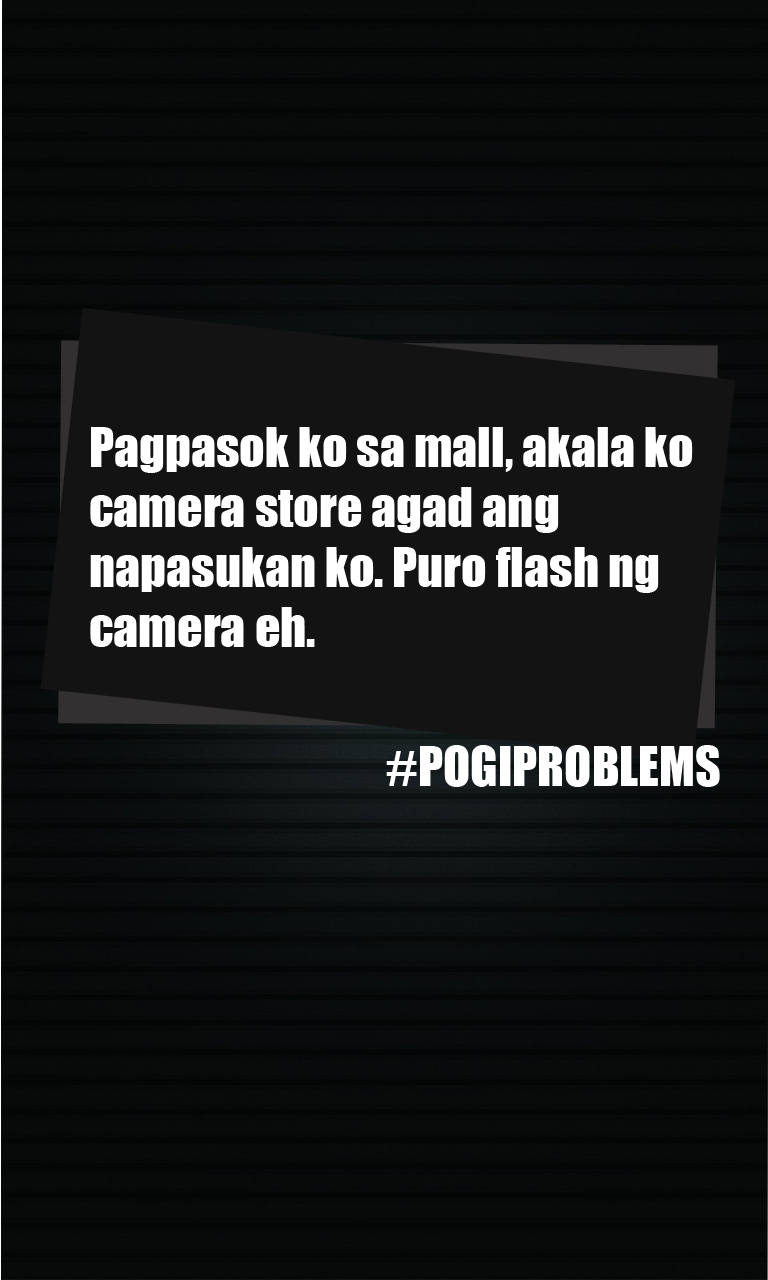 Pagpasok ko sa mall, akala ko
camera store agad ang
napasukan ko. Puro flash ng
camera eh.
#POGIPROBLEMS